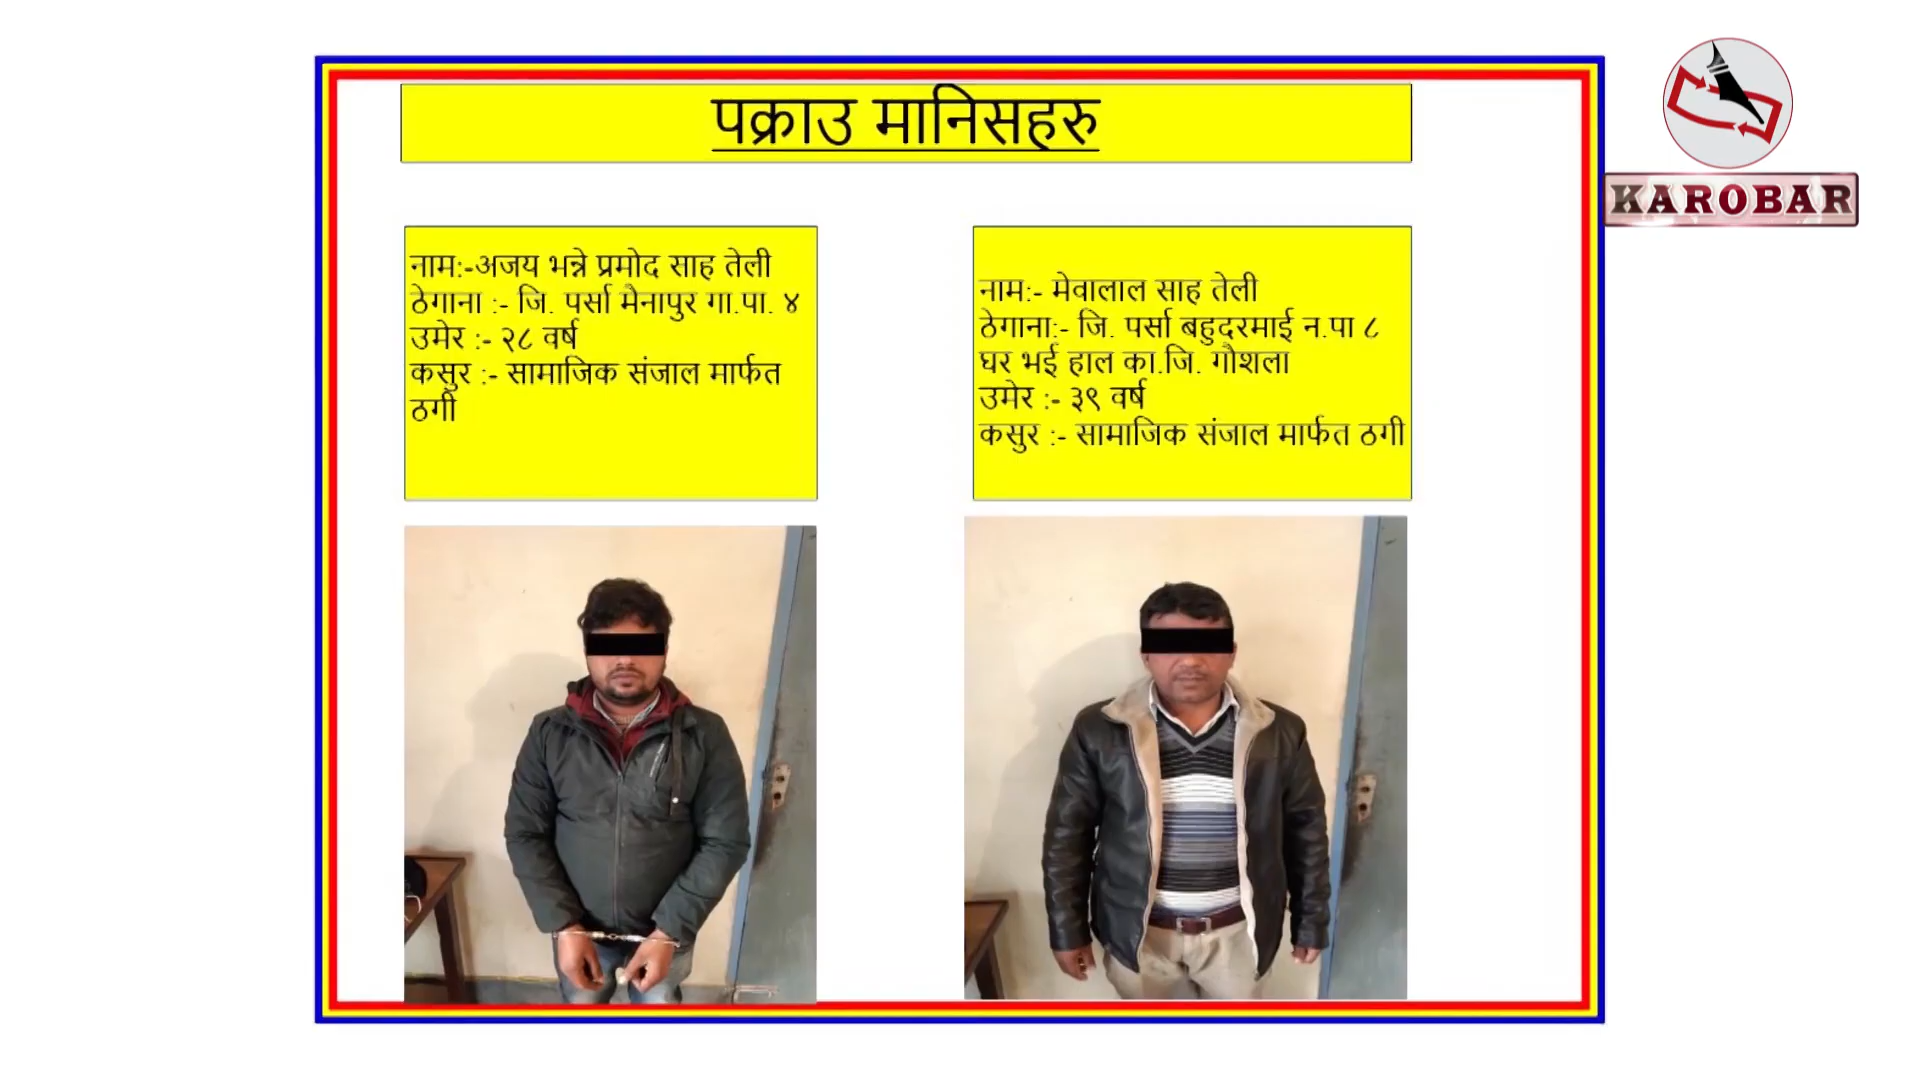 पक्राउ मानिसहरु
नाम:-अजय भन्ने प्रमोद साह तेली
ठेगाना :- जि. पर्सा मैनापुर गा.पा. ४
उमेर :- २८ वर्ष
कसुर :- सामाजिक संजाल मार्फत
ठगी
नाम:- मेवालाल साह तेली
ठेगाना:- जि. पर्सा बहुदरमाई न.पा ८
घर भई हाल का.जि. गौशला
उमेर :- ३९ वर्ष
कसुर :- सामाजिक संजाल मार्फत ठगी
KAROBAR